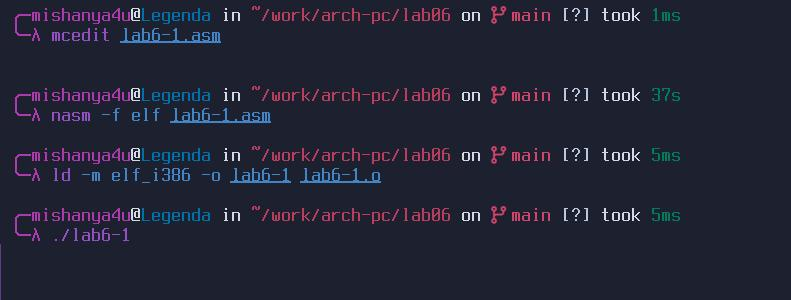 mishanya4u@Legenda in ~/work/arch-pc/lab06 on main [?] took 1ms
λ mcedit lab6-1.asm
mishanya4u@Legenda in ~/work/arch-pc/lab06 on main [?] took 37s
λ nasm -f elf lab6-1.asm
mishanya4u@Legenda in ~/work/arch-pc/lab06 on main [?] took 5ms
λ ld -m elf_i386 -o lab6-1 lab6-1.o
mishanya4u@Legenda in ~/work/arch-pc/lab06 on main [?] took 5ms
λ ./lab6-1